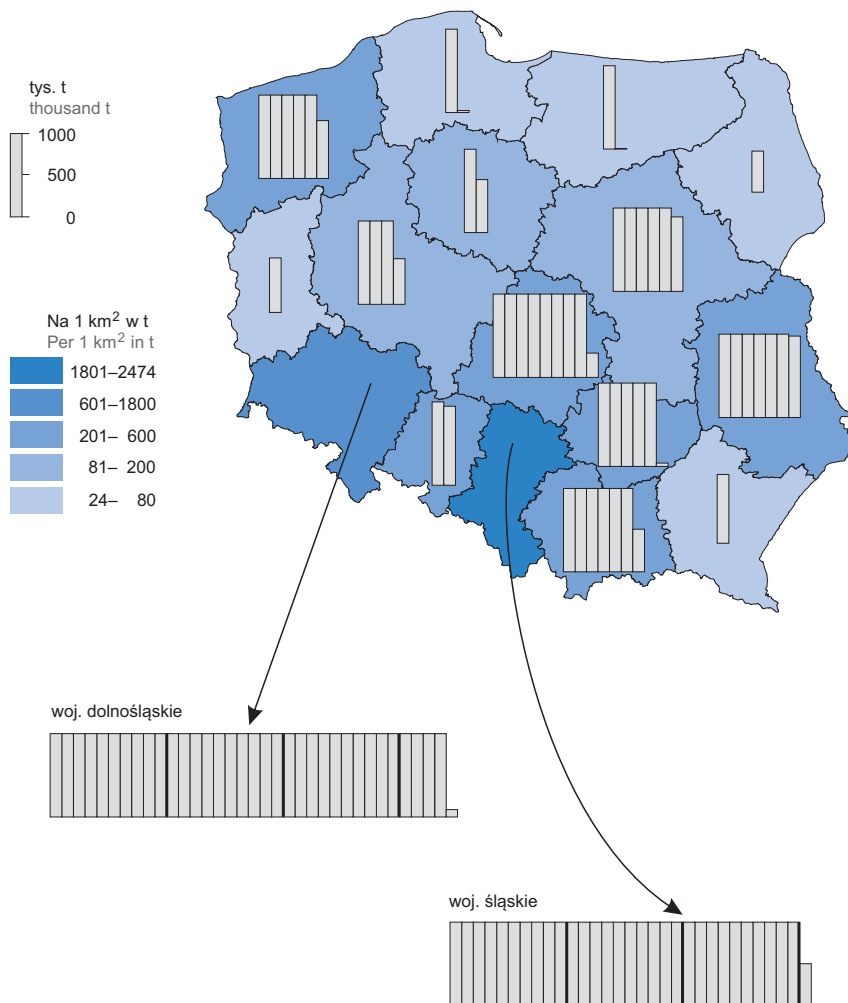 tys. t
thousand t
1000
500
0
Na 1 km² w t
Per 1 km² in t
1801–2474
601–1800
201– 600
81– 200
24– 80
woj. dolnośląskie
woj. śląskie